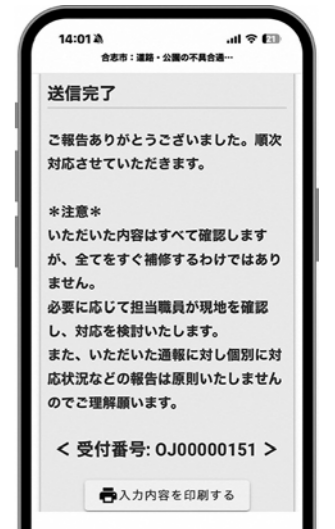 14:01
21
合志市：道路・公園の不具合通…
送信完了
ご報告ありがとうございました。順次
対応させていただきます。
＊注意＊
いただいた内容はすべて確認します
が、全てをすぐ補修するわけではあり
ません。
必要に応じて担当職員が現地を確認
し、対応を検討いたします。
また、いただいた通報に対し個別に対
応状況などの報告は原則いたしません
のでご理解願います。
< 受付番号: OJ00000151 >
入力内容を印刷する